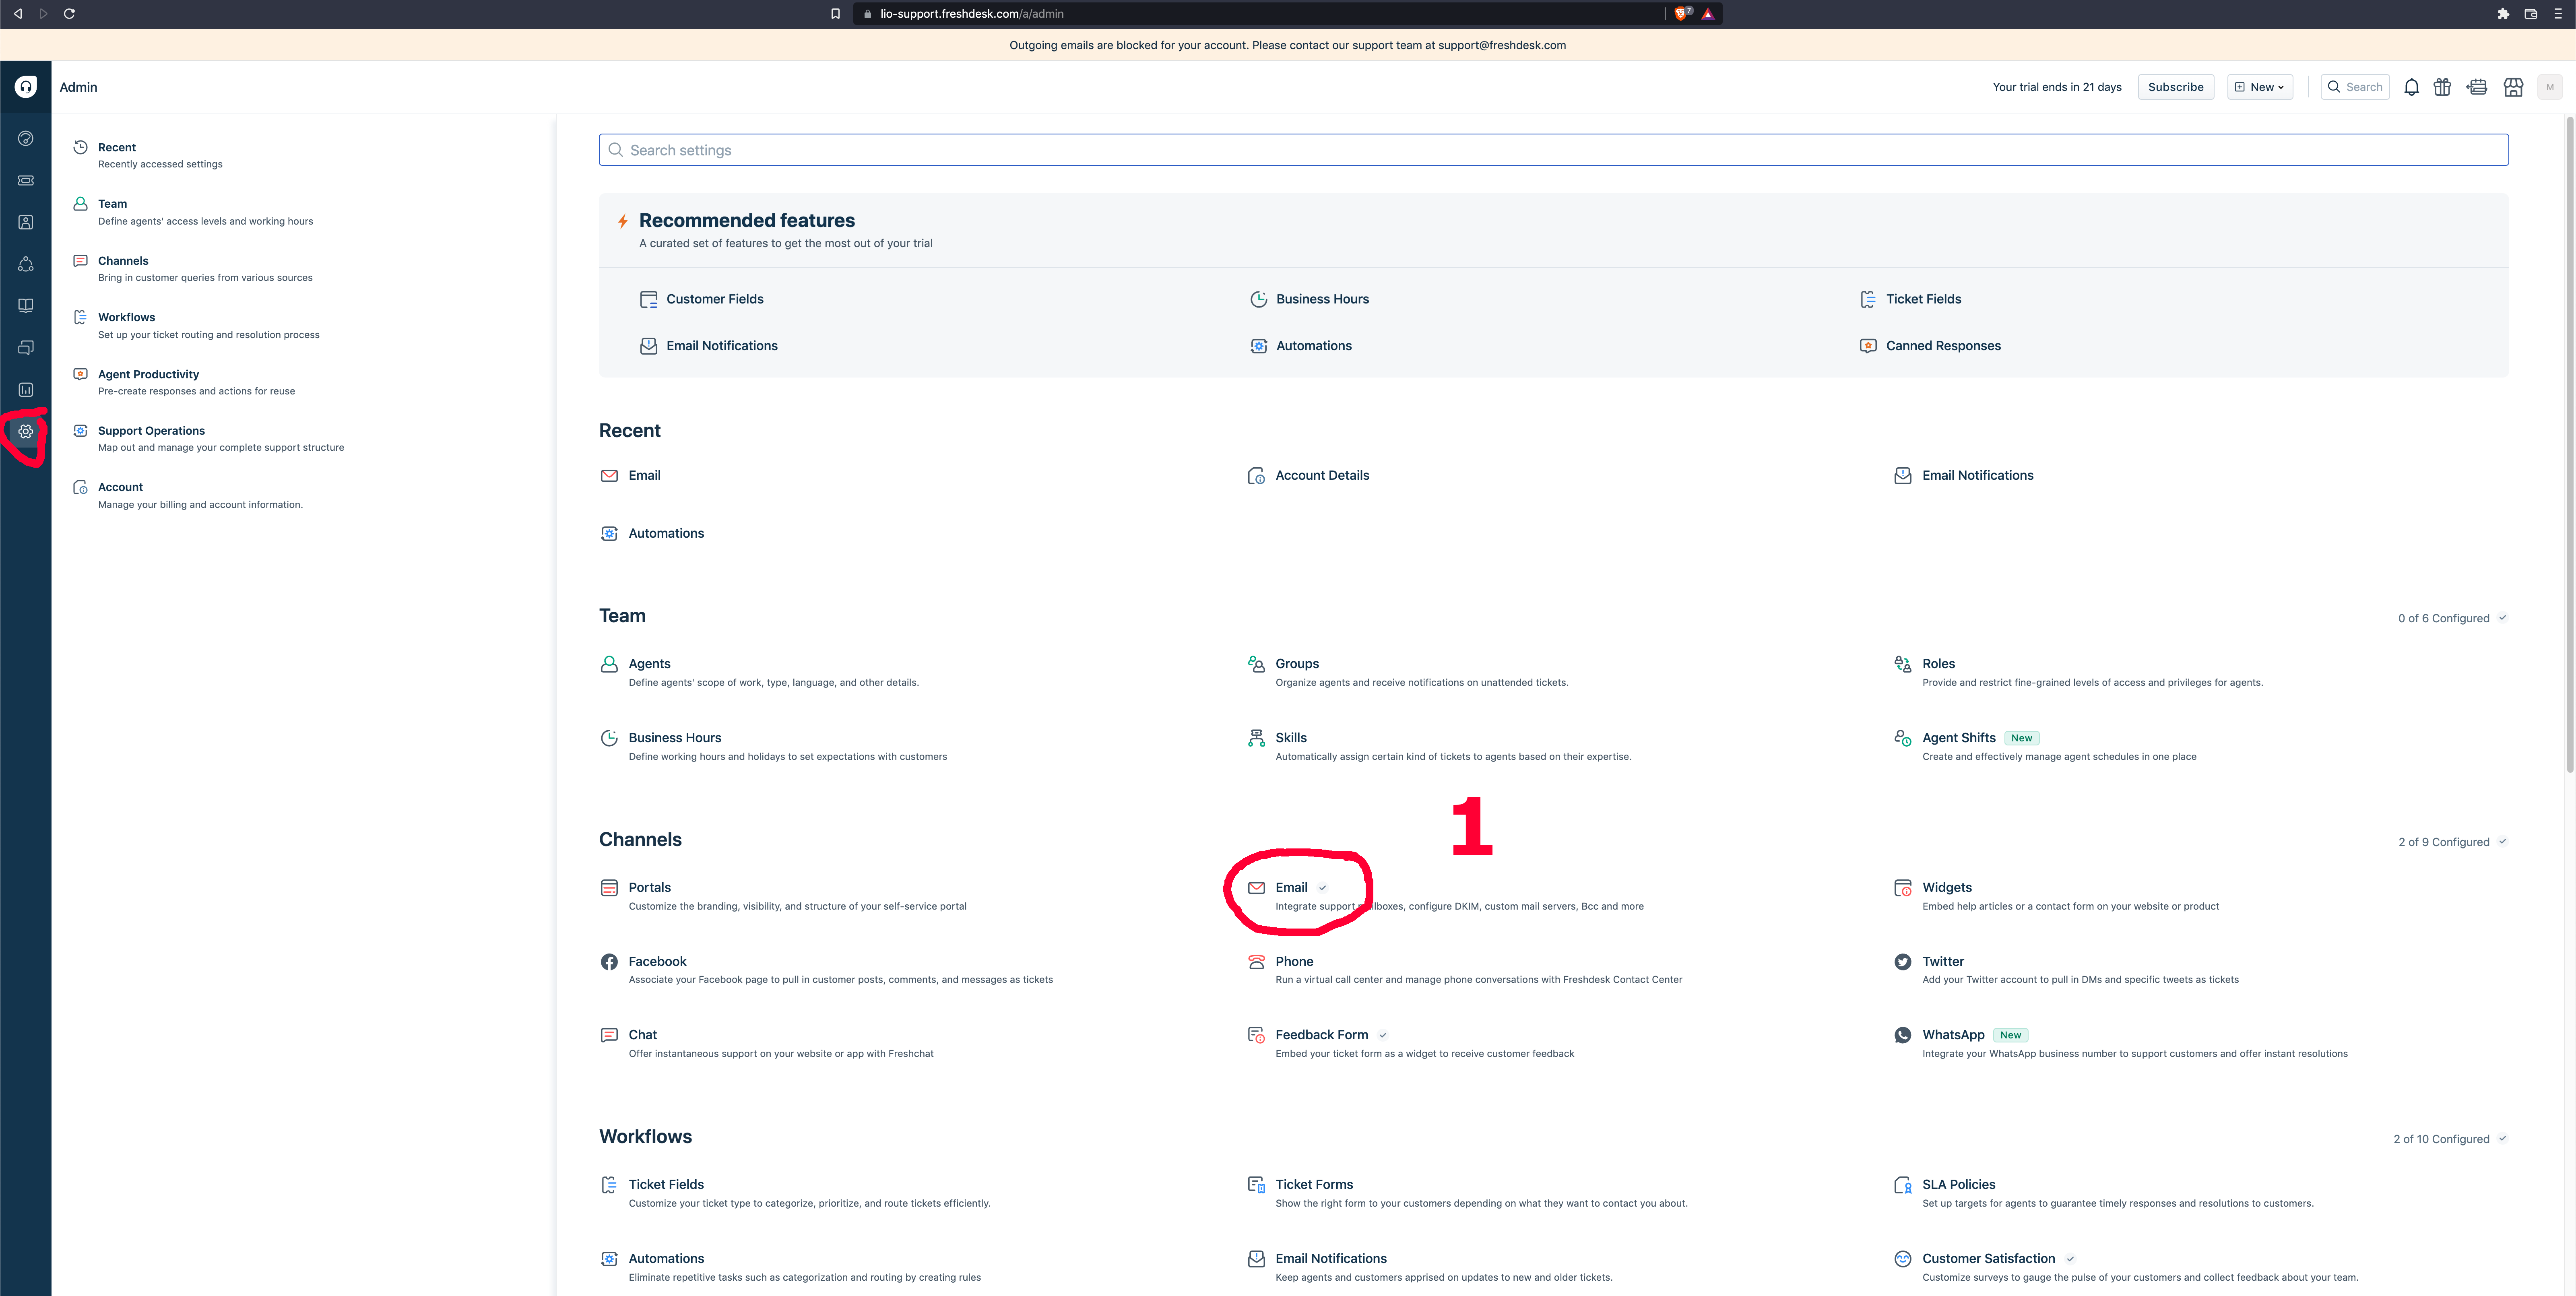 lio-support.freshdesk.com/a/admin
7
Outgoing emails are blocked for your account. Please contact our support team at support@freshdesk.com
Admin
Your trial ends in 21 days
Subscribe
New
Search
M
Recent
Recently accessed settings
Team
Define agents' access levels and working hours
Channels
Bring in customer queries from various sources
Workflows
Set up your ticket routing and resolution process
Agent Productivity
Pre-create responses and actions for reuse
Support Operations
Map out and manage your complete support structure
Account
Manage your billing and account information.
Search settings
Recommended features
A curated set of features to get the most out of your trial
Customer Fields
Business Hours
Ticket Fields
Email Notifications
Automations
Canned Responses
Recent
Email
Account Details
Email Notifications
Automations
Team
0 of 6 Configured
Agents
Define agents' scope of work, type, language, and other details.
Groups
Organize agents and receive notifications on unattended tickets.
Roles
Provide and restrict fine-grained levels of access and privileges for agents.
Business Hours
Define working hours and holidays to set expectations with customers
Skills
Automatically assign certain kind of tickets to agents based on their expertise.
Agent Shifts New
Create and effectively manage agent schedules in one place
1
Channels
2 of 9 Configured
Portals
Customize the branding, visibility, and structure of your self-service portal
Email
Integrate support lboxes, configure DKIM, custom mail servers, Bcc and more
Widgets
Embed help articles or a contact form on your website or product
Facebook
Associate your Facebook page to pull in customer posts, comments, and messages as tickets
Phone
Run a virtual call center and manage phone conversations with Freshdesk Contact Center
Twitter
Add your Twitter account to pull in DMs and specific tweets as tickets
Chat
Offer instantaneous support on your website or app with Freshchat
Feedback Form
Embed your ticket form as a widget to receive customer feedback
WhatsApp New
Integrate your WhatsApp business number to support customers and offer instant resolutions
Workflows
2 of 10 Configured
Ticket Fields
Customize your ticket type to categorize, prioritize, and route tickets efficiently.
Ticket Forms
Show the right form to your customers depending on what they want to contact you about.
SLA Policies
Set up targets for agents to guarantee timely responses and resolutions to customers.
Automations
Eliminate repetitive tasks such as categorization and routing by creating rules
Email Notifications
Keep agents and customers apprised on updates to new and older tickets.
Customer Satisfaction
Customize surveys to gauge the pulse of your customers and collect feedback about your team.